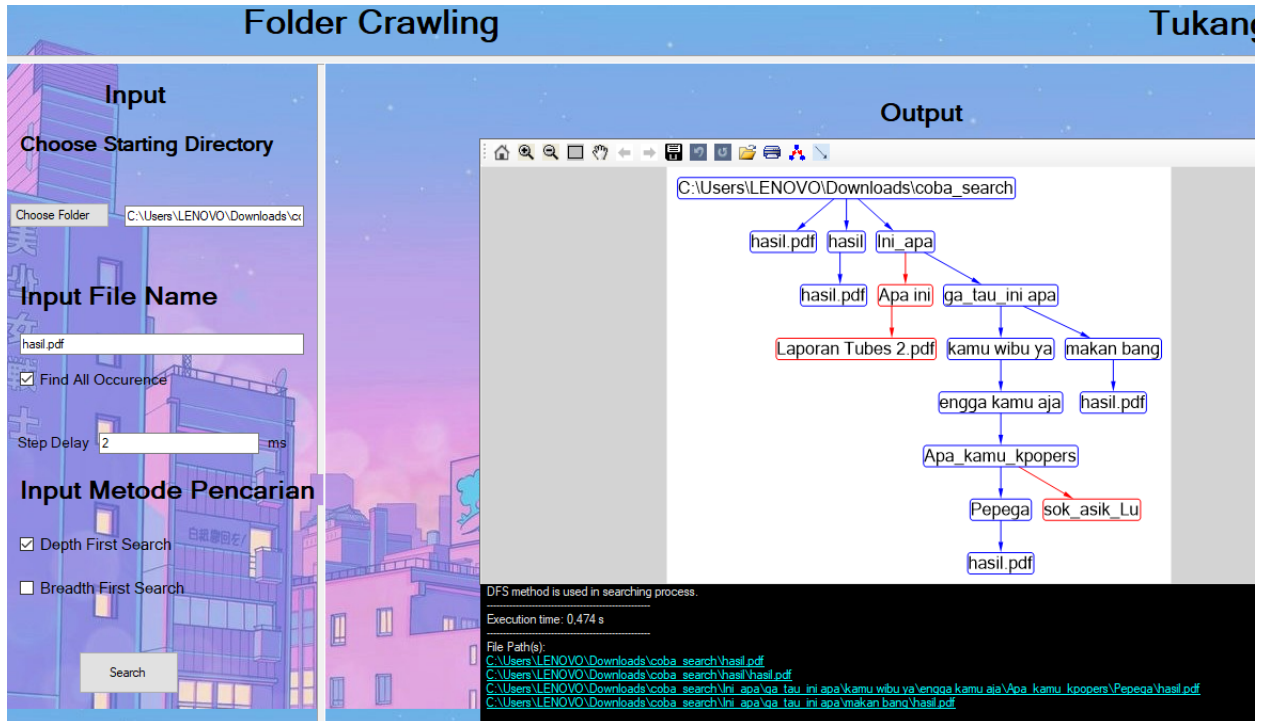 Folder Crawling
Tukang
Input
Choose Starting Directory
Choose Folder
C:\Users\LENOVO\Downloads\cc
Input File Name
hasil.pdf
Find All Occurence
Step Delay 2 ms
Input Metode Pencarian
Depth First Search
Breadth First Search
Search
Output
C:\Users\LENOVO\Downloads\coba_search
hasil.pdf hasil Ini_apa
hasil.pdf Apa ini ga_tau_ini apa
Laporan Tubes 2.pdf kamu wibu ya makan bang
engga kamu aja hasil.pdf
Apa_kamu_kpopers
Pepega sok_asik_Lu
hasil.pdf
DFS method is used in searching process.
Execution time: 0,474 s
File Path(s):
C:\Users\LENOVO\Downloads\coba_search\hasil.pdf
C:\Users\LENOVO\Downloads\coba_search\hasil\hasil.pdf
C:\Users\LENOVO\Downloads\coba_search\Ini_apa\ga_tau_ini apa\kamu wibu ya\engga kamu aja\Apa_kamu_kpopers\Pepega\hasil.pdf
C:\Users\LENOVO\Downloads\coba_search\Ini_apa\ga_tau_ini apa\makan bang\hasil.pdf